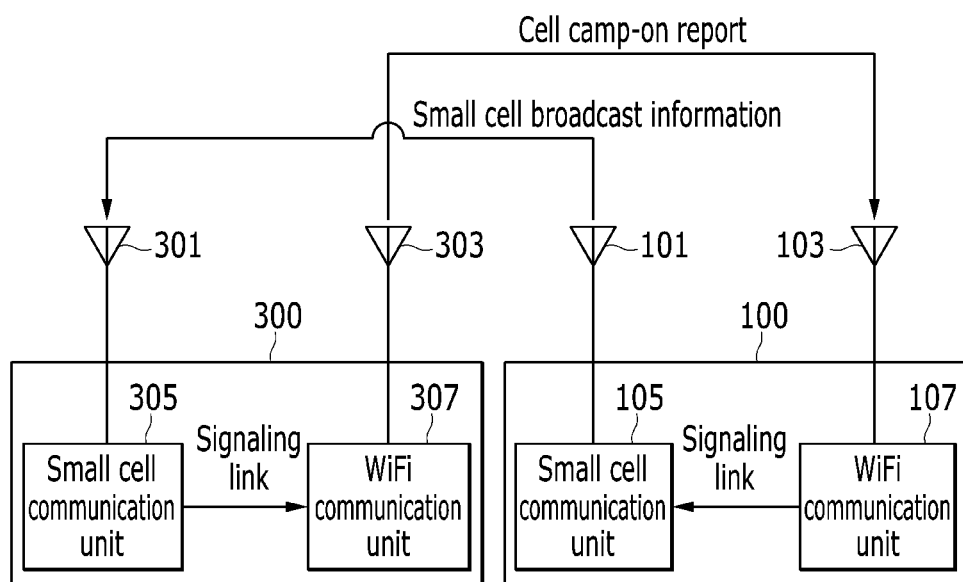 Cell camp-on report
Small cell broadcast information
301
303
101
103
300
100
305
307
105
107
Signaling
link
Signaling
link
Small cell
communication
unit
WiFi
communication
unit
Small cell
communication
unit
WiFi
communication
unit